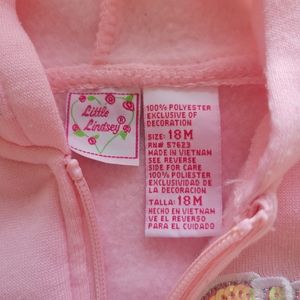 Little
Lindsey®
100% POLYESTER
EXCLUSIVE OF
DECORATION
SIZE: 18M
RN# 57623
MADE IN VIETNAM
SEE REVERSE
SIDE FOR CARE
100% POLIESTER
EXCLUSIVIDAD DE
LA DECORACION
TALLA: 18M
HECHO EN VIETNAM
VE EL REVERSO
PARA EL CUIDADO